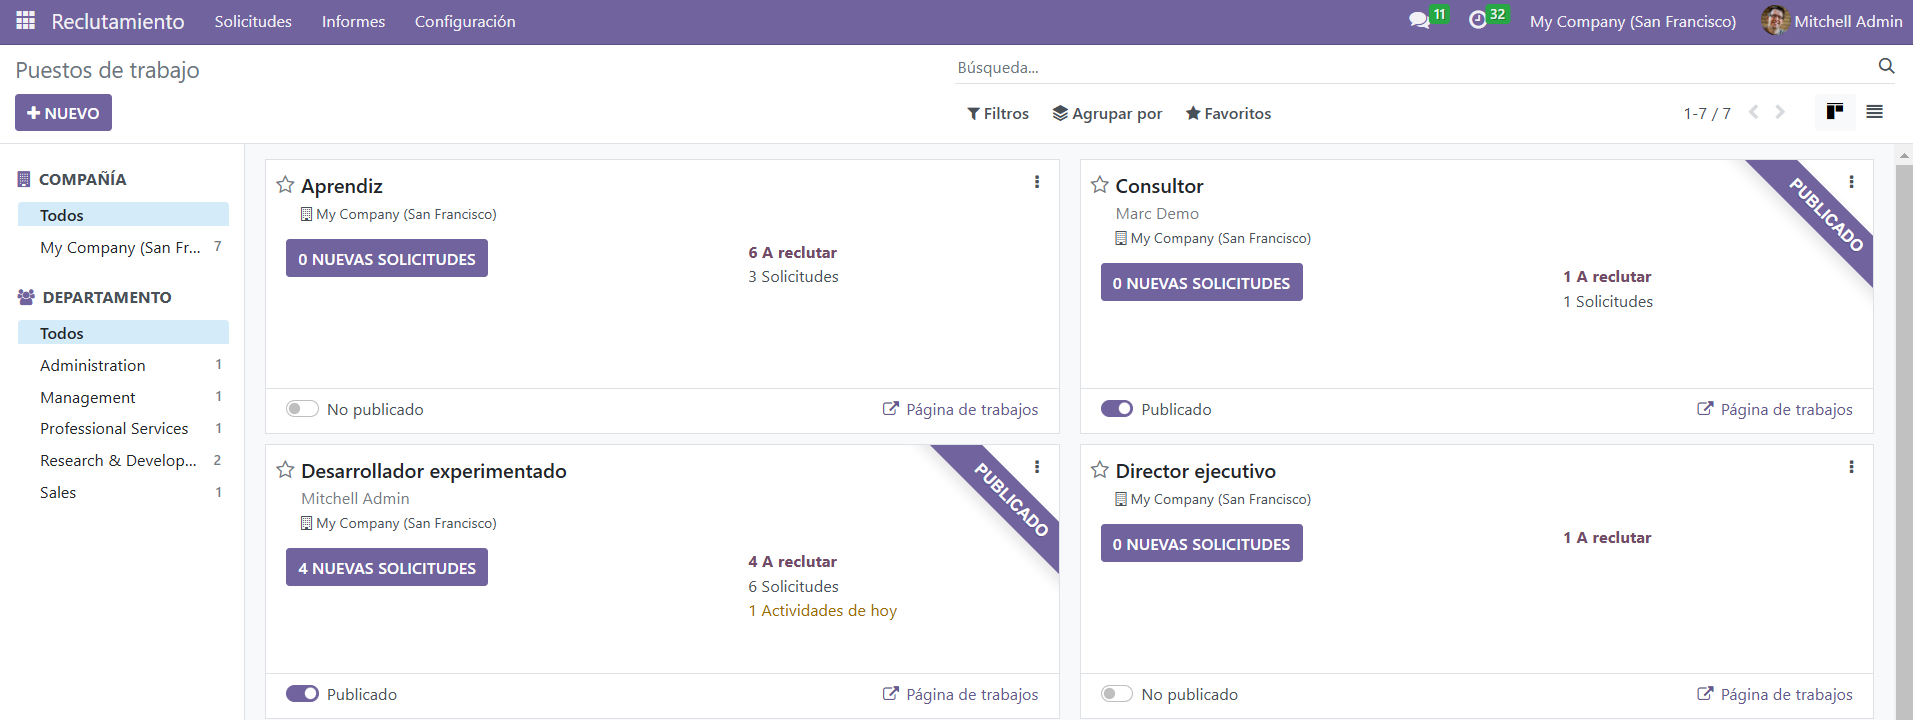 Reclutamiento Solicitudes Informes Configuración 11 32 My Company (San Francisco) Mitchell Admin
Puestos de trabajo
Búsqueda...
NUEVO
Filtros Agrupar por Favoritos 1-7 / 7
COMPAÑÍA
Todos
My Company (San Fr... 7
DEPARTAMENTO
Todos
Administration 1
Management 1
Professional Services 1
Research & Develop... 2
Sales 1
Aprendiz
My Company (San Francisco)
0 NUEVAS SOLICITUDES
6 A reclutar
3 Solicitudes
No publicado
Página de trabajos
Consultor
PUBLICADO
Marc Demo
My Company (San Francisco)
0 NUEVAS SOLICITUDES
1 A reclutar
1 Solicitudes
Publicado
Página de trabajos
Desarrollador experimentado
PUBLICADO
Mitchell Admin
My Company (San Francisco)
4 NUEVAS SOLICITUDES
4 A reclutar
6 Solicitudes
1 Actividades de hoy
Publicado
Página de trabajos
Director ejecutivo
My Company (San Francisco)
0 NUEVAS SOLICITUDES
1 A reclutar
No publicado
Página de trabajos